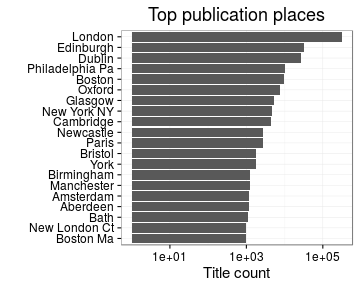 Top publication places
London
Edinburgh
Dublin
Philadelphia Pa
Boston
Oxford
Glasgow
New York NY
Cambridge
Newcastle
Paris
Bristol
York
Birmingham
Manchester
Amsterdam
Aberdeen
Bath
New London Ct
Boston Ma
1e+01 1e+03 1e+05
Title count